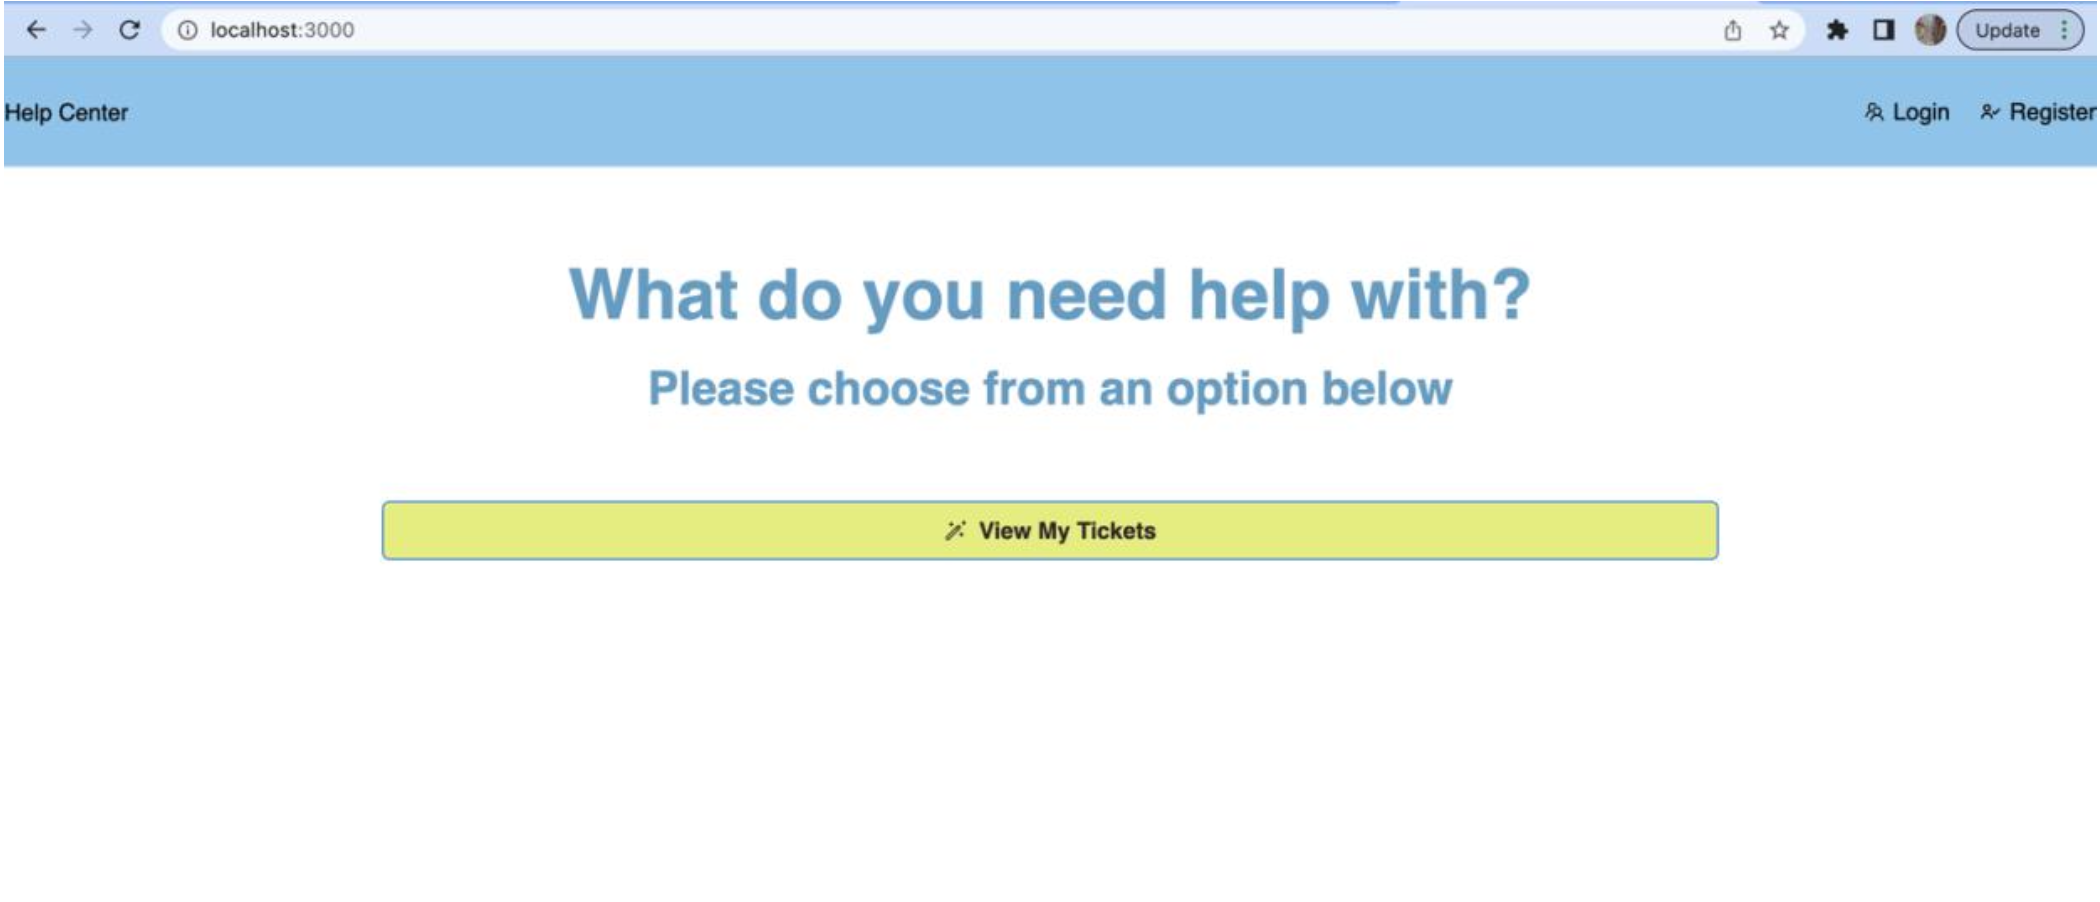 localhost:3000
Update
Help Center
Login
Register
What do you need help with?
Please choose from an option below
View My Tickets